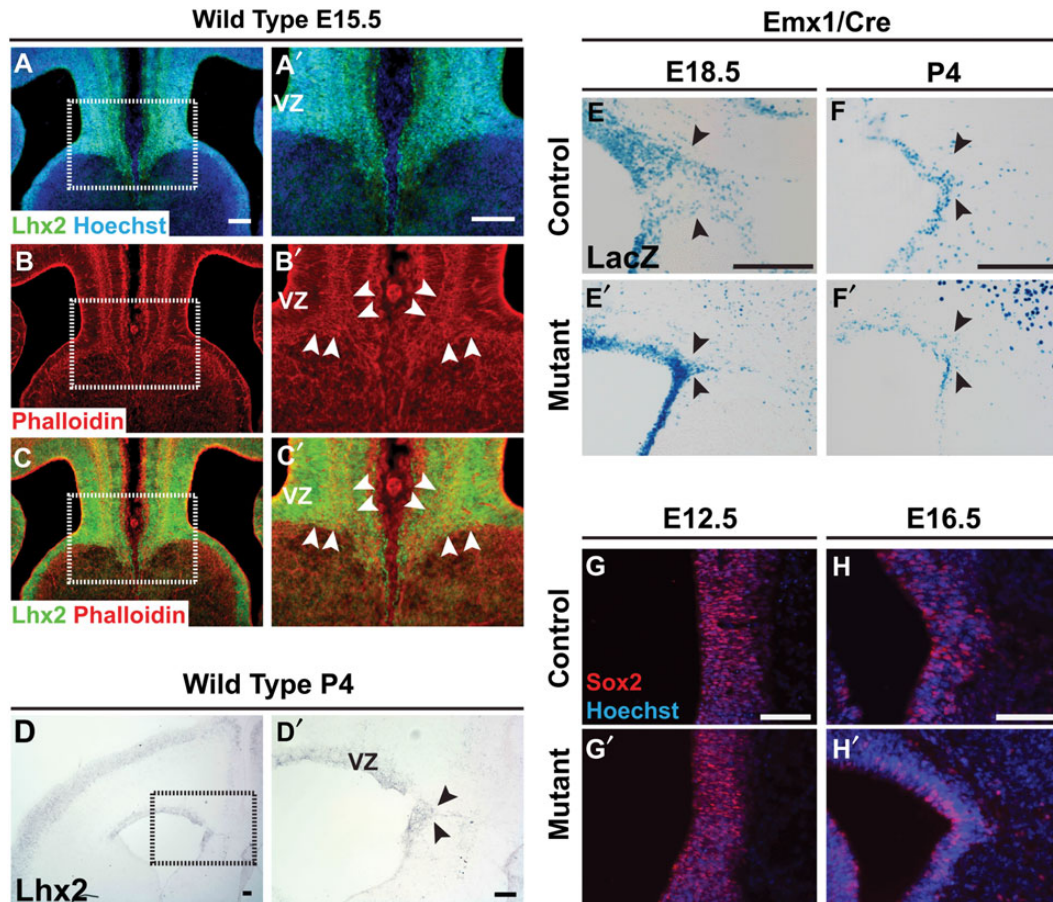 Wild Type E15.5
A
A′
VZ
Lhx2 Hoechst
B
B′
VZ
Phalloidin
C
C′
VZ
Lhx2 Phalloidin
Wild Type P4
D
D′
VZ
Lhx2
Emx1/Cre
E18.5
P4
Control
E
F
LacZ
Mutant
E′
F′
E12.5
E16.5
Control
G
H
Sox2
Hoechst
Mutant
G′
H′